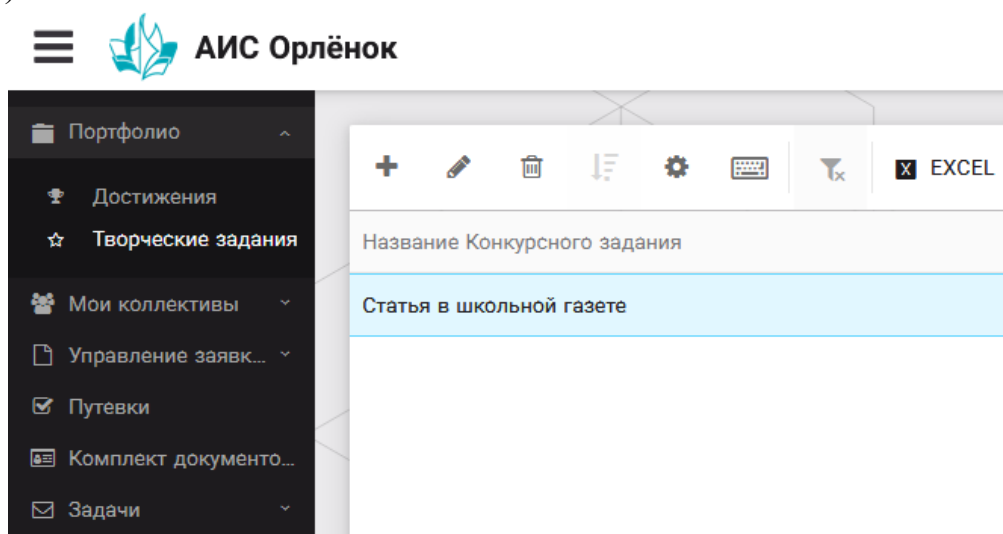 )
АИС Орлёнок
Портфолио
Достижения
Творческие задания
Мои коллективы
Управление заявк...
Путевки
Комплект документо...
Задачи
X EXCEL
Название Конкурсного задания
Статья в школьной газете